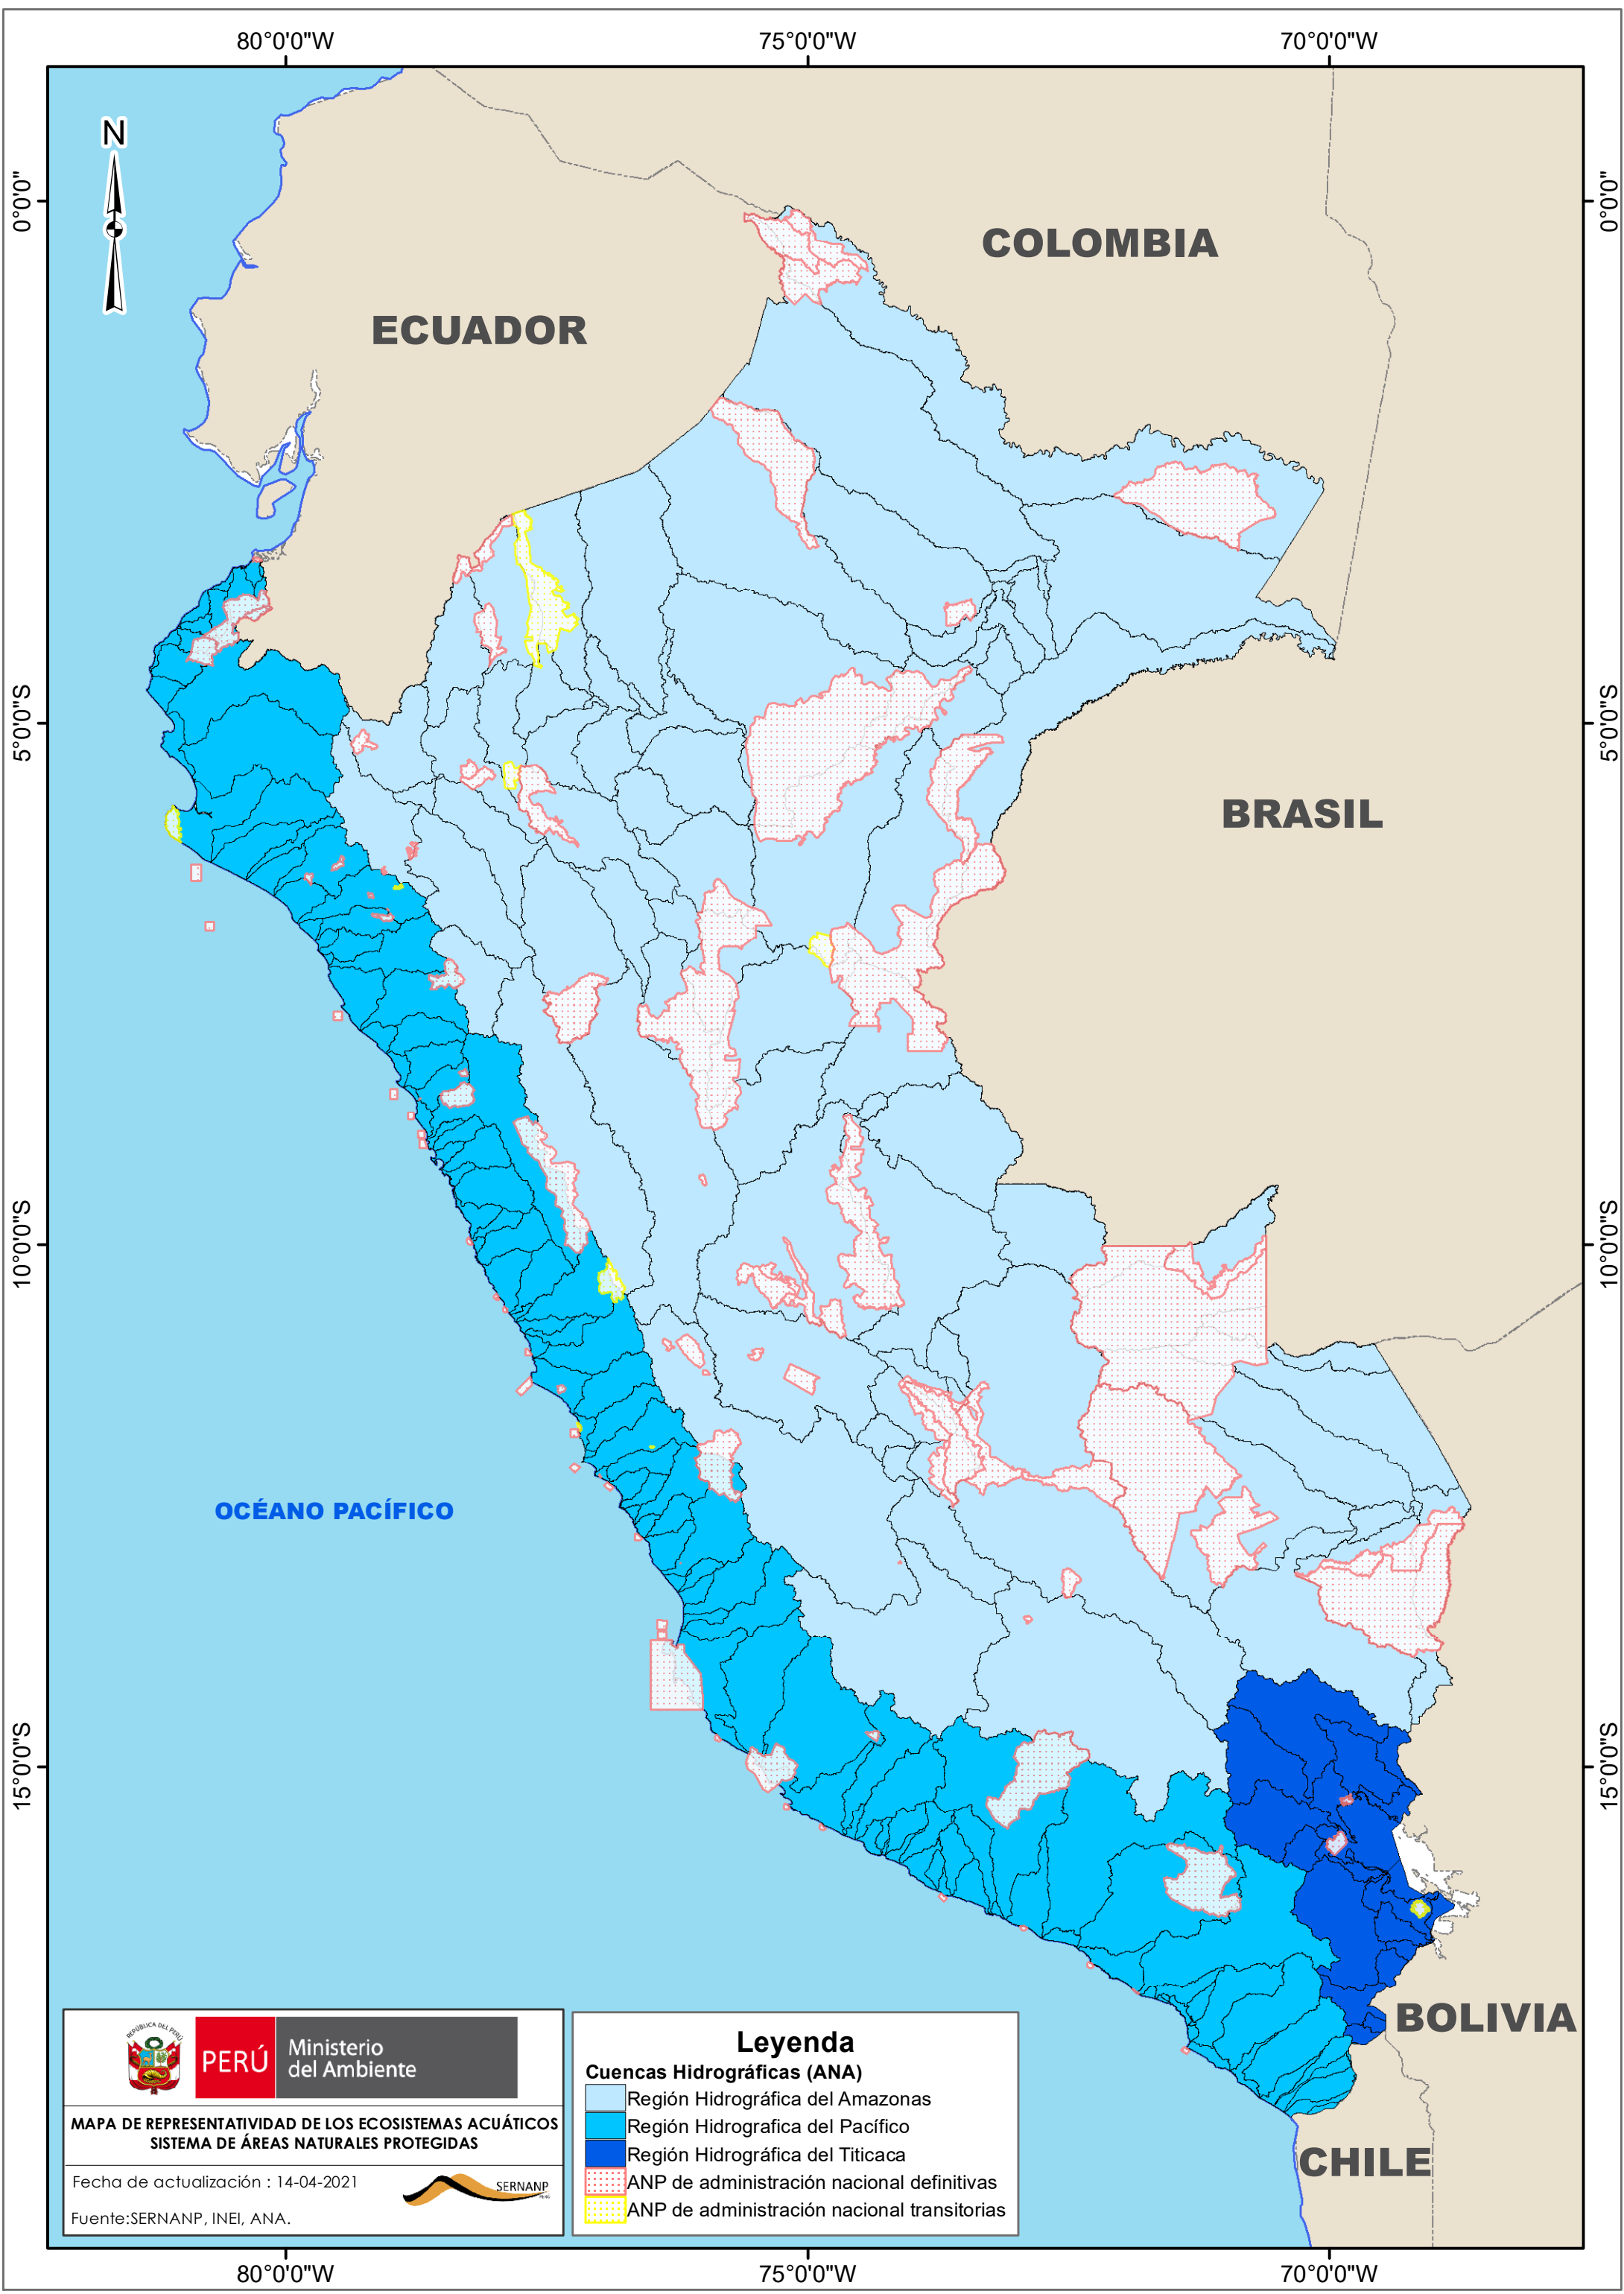 80°0'0"W 75°0'0"W 70°0'0"W
N
0°0'0" 0°0'0"
COLOMBIA
ECUADOR
5°0'0"S 5°0'0"S
BRASIL
10°0'0"S 10°0'0"S
OCÉANO PACÍFICO
15°0'0"S 15°0'0"S
BOLIVIA
CHILE
REPÚBLICA DEL PERÚ
PERÚ
Ministerio
del Ambiente
MAPA DE REPRESENTATIVIDAD DE LOS ECOSISTEMAS ACUÁTICOS
SISTEMA DE ÁREAS NATURALES PROTEGIDAS
Fecha de actualización : 14-04-2021
SERNANP
Fuente:SERNANP, INEI, ANA.
Leyenda
Cuencas Hidrográficas (ANA)
Región Hidrográfica del Amazonas
Región Hidrografica del Pacífico
Región Hidrográfica del Titicaca
ANP de administración nacional definitivas
ANP de administración nacional transitorias
80°0'0"W 75°0'0"W 70°0'0"W